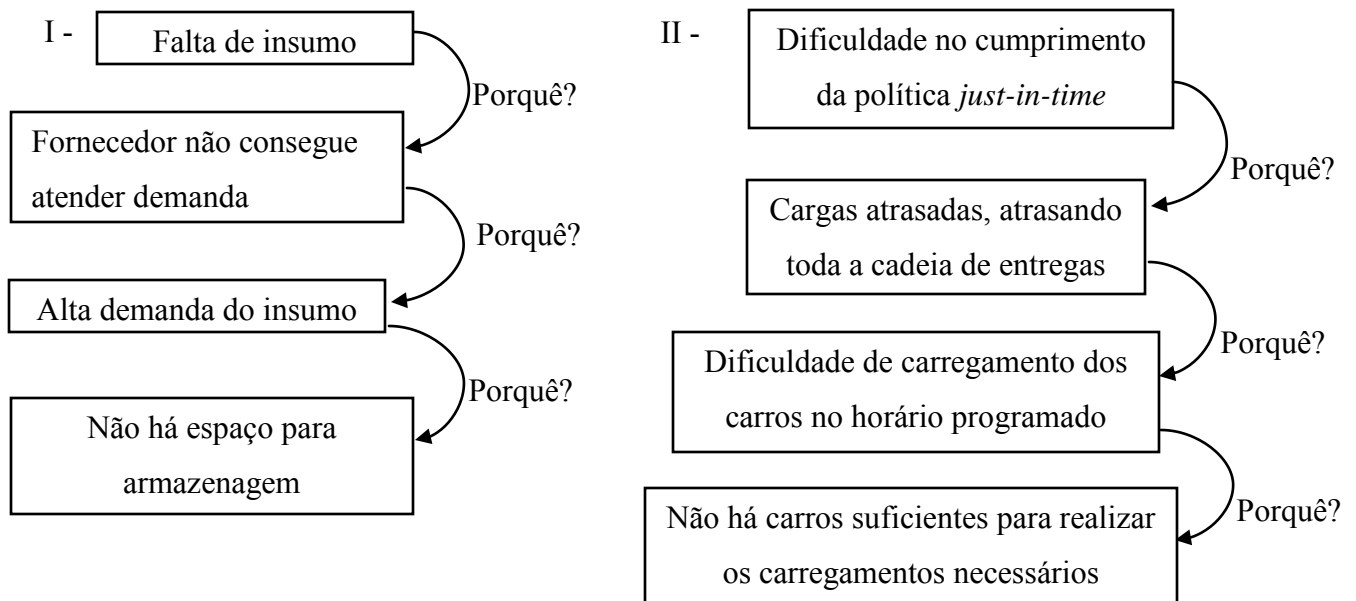 I -
Falta de insumo
Porquê?
Fornecedor não consegue
atender demanda
Porquê?
Alta demanda do insumo
Porquê?
Não há espaço para
armazenagem
II -
Dificuldade no cumprimento
da política just-in-time
Porquê?
Cargas atrasadas, atrasando
toda a cadeia de entregas
Porquê?
Dificuldade de carregamento dos
carros no horário programado
Porquê?
Não há carros suficientes para realizar
os carregamentos necessários